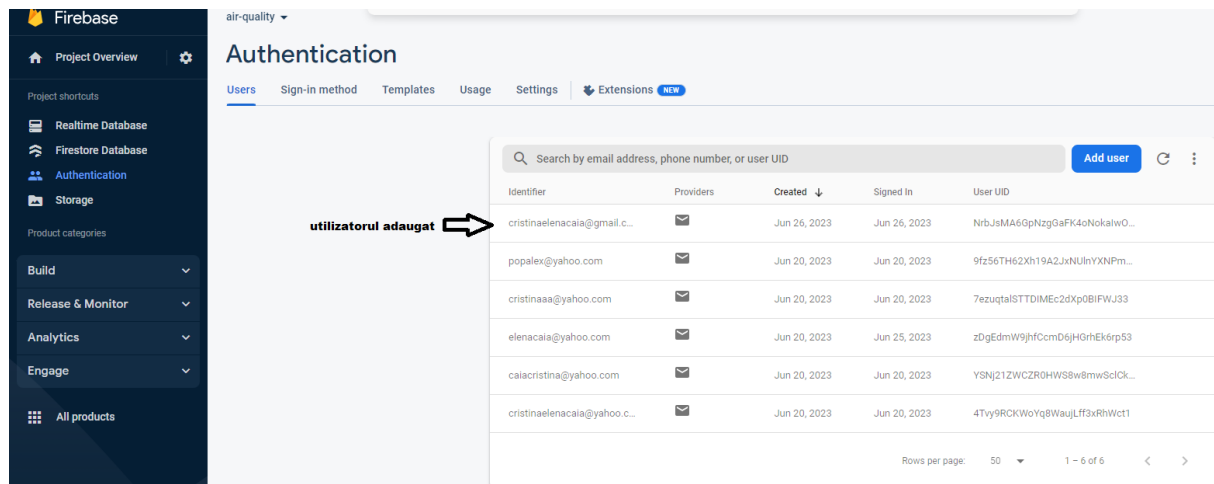 Firebase
Project Overview
Project shortcuts
Realtime Database
Firestore Database
Authentication
Storage
Product categories
Build
Release & Monitor
Analytics
Engage
All products
air-quality
Authentication
Users Sign-in method Templates Usage Settings Extensions NEW
Search by email address, phone number, or user UID Add user
Identifier Providers Created Signed In User UID
utilizatorul adaugat
cristinaelenacaia@gmail.c... Jun 26, 2023 Jun 26, 2023 NrbJsMA6GpNzgGaFK4oNokaIwO...
popalex@yahoo.com Jun 20, 2023 Jun 20, 2023 9fz56TH62Xh19A2JxNUlnYXNPm...
cristinaaa@yahoo.com Jun 20, 2023 Jun 20, 2023 7ezuqtalSTTDIMEc2dXp0BIFWJ33
elenacaia@yahoo.com Jun 20, 2023 Jun 25, 2023 zDgEdmW9jhfCcmD6jHGrhEk6rp53
caiacristina@yahoo.com Jun 20, 2023 Jun 20, 2023 YSNj21ZWCZR0HWS8w8mwSclCk...
cristinaelenacaia@yahoo.c... Jun 20, 2023 Jun 20, 2023 4Tvy9RCKWoYq8WaujLff3xRhWct1
Rows per page: 50 1 – 6 of 6